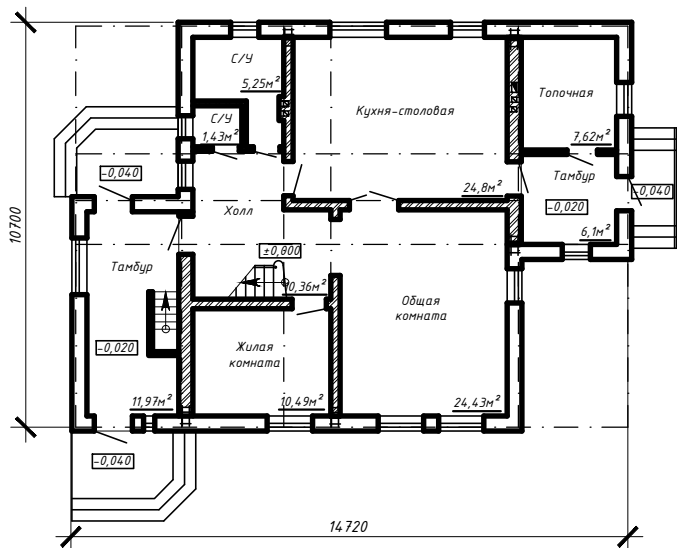 С/У
5,25м²
С/У
1,43м²
Кухня-столовая
24,8м²
Топочная
7,62м²
Тамбур
-0,040
-0,020
6,1м²
-0,040
Холл
±0,000
10,36м²
Тамбур
-0,020
11,97м²
Общая
комната
24,43м²
Жилая
комната
10,49м²
-0,040
10700
14720